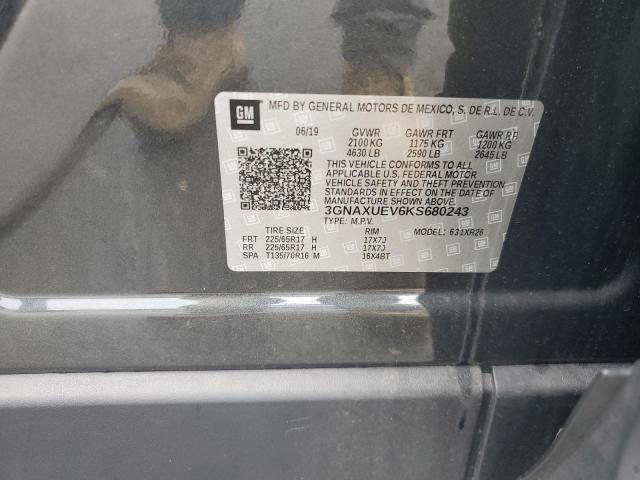 GM
MFD BY GENERAL MOTORS DE MEXICO, S. DE R.L. DE C.V.
06/19 GVWR GAWR FRT GAWR RR
2100 KG 1175 KG 1200 KG
4630 LB 2590 LB 2645 LB
THIS VEHICLE CONFORMS TO ALL
APPLICABLE U.S. FEDERAL MOTOR
VEHICLE SAFETY AND THEFT PREVENTION
STANDARDS IN EFFECT ON THE DATE OF
MANUFACTURE SHOWN ABOVE.
3GNAXUEV6KS680243
TYPE: M.P.V. MODEL: 631XR26
TIRE SIZE RIM
FRT 225/65R17 H 17X7J
RR 225/65R17 H 17X7J
SPA T135/70R16 M 16X4BT